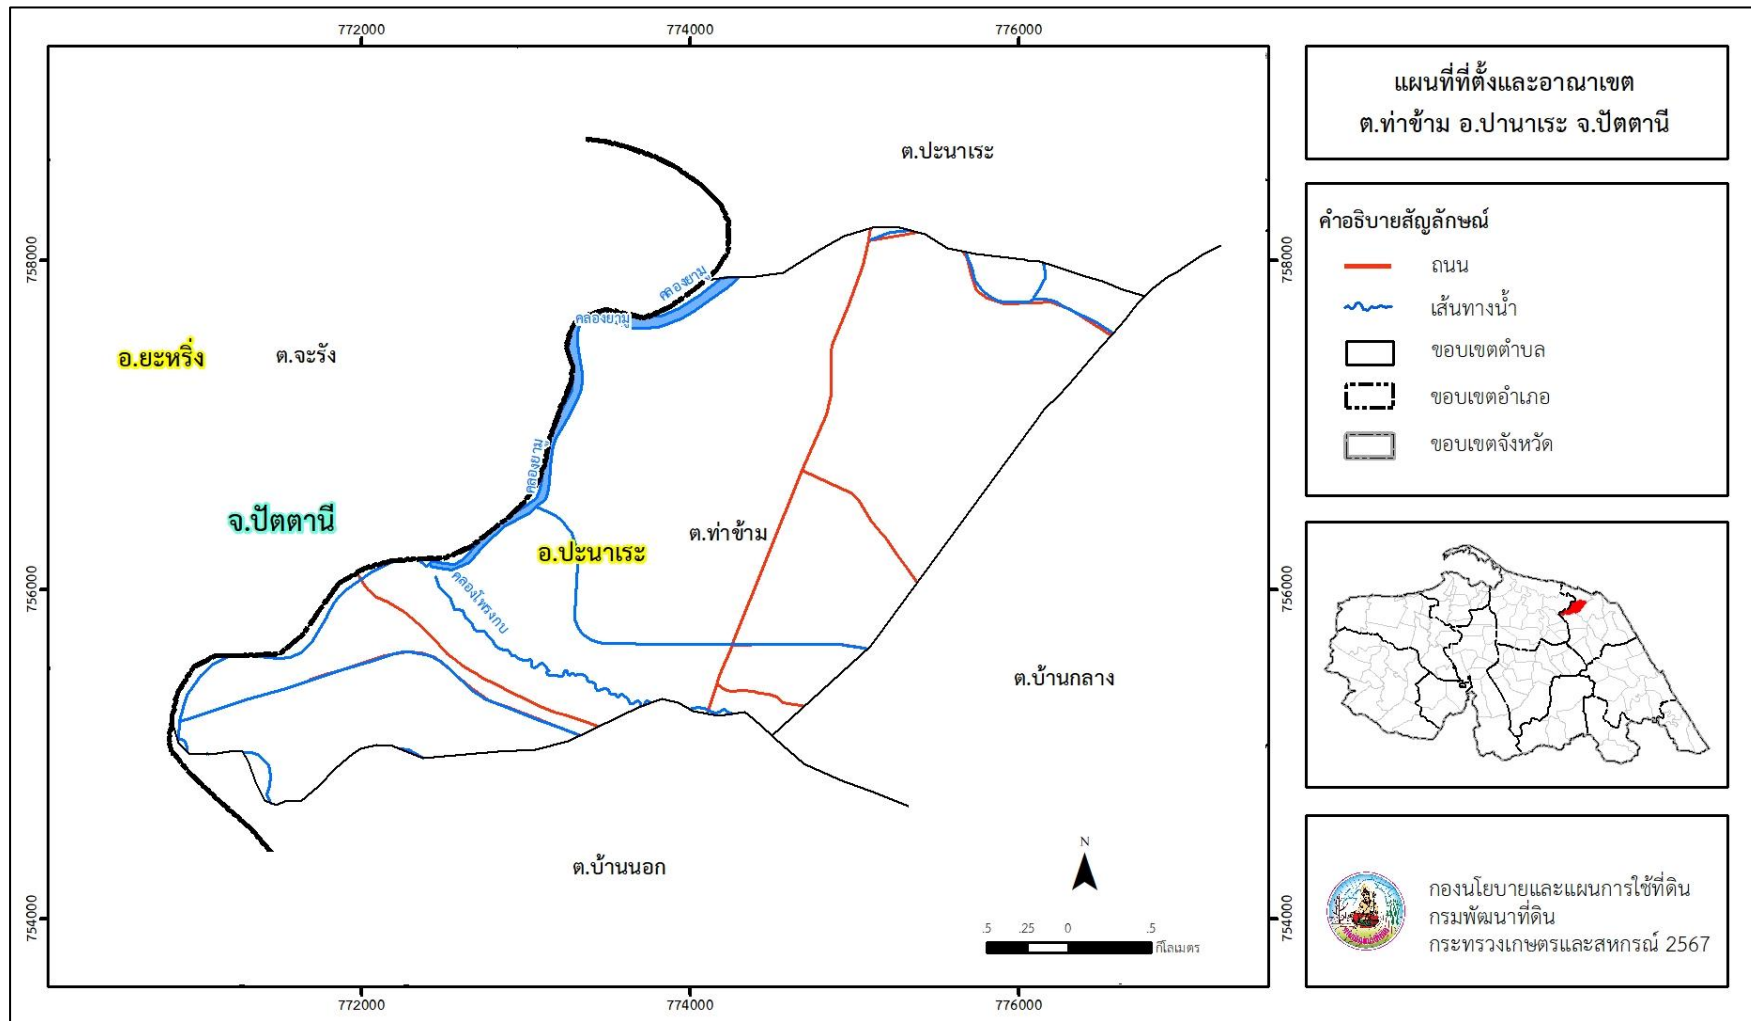 772000
774000
776000
758000
756000
754000
758000
756000
754000
772000
774000
776000
ต.ปะนาเระ
คลองยามู
คลองยามู
อ.ยะหริ่ง
ต.จะรัง
คลองยามู
จ.ปัตตานี
ต.ท่าข้าม
อ.ปะนาเระ
คลองโพรงกบ
ต.บ้านกลาง
ต.บ้านนอก
N
.5 .25 0 .5
กิโลเมตร
แผนที่ที่ตั้งและอาณาเขต
ต.ท่าข้าม อ.ปานาเระ จ.ปัตตานี
คำอธิบายสัญลักษณ์
ถนน
เส้นทางน้ำ
ขอบเขตตำบล
ขอบเขตอำเภอ
ขอบเขตจังหวัด
กองนโยบายและแผนการใช้ที่ดิน
กรมพัฒนาที่ดิน
กระทรวงเกษตรและสหกรณ์ 2567